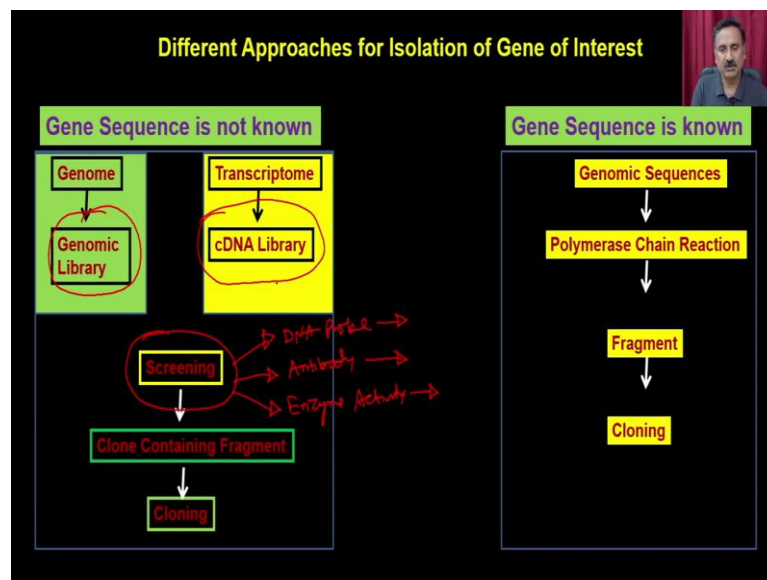 Different Approaches for Isolation of Gene of Interest
Gene Sequence is not known
Genome
Transcriptome
Genomic
Library
cDNA Library
Screening
DNA Probe
Antibody
Enzyme Activity
Clone Containing Fragment
Cloning
Gene Sequence is known
Genomic Sequences
Polymerase Chain Reaction
Fragment
Cloning